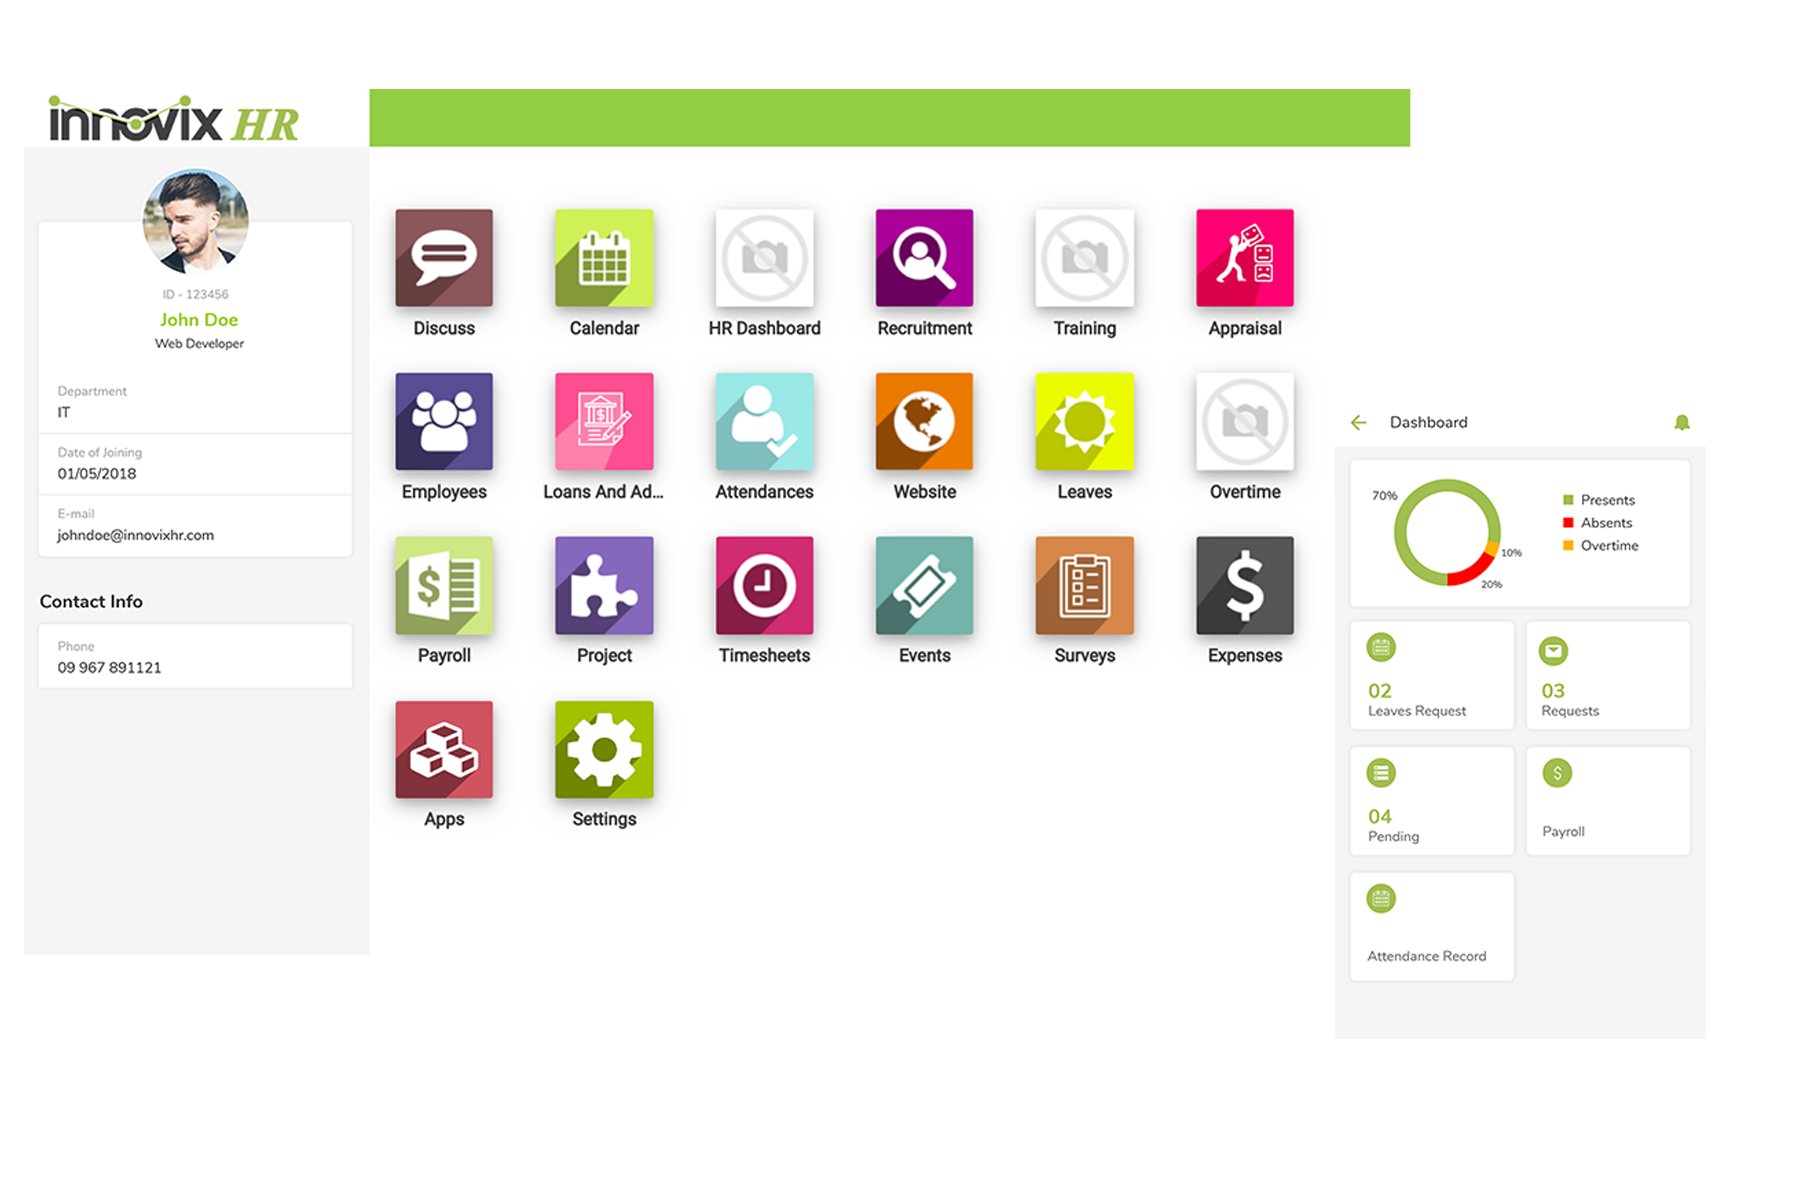 innovix HR
ID - 123456
John Doe
Web Developer
Department
IT
Date of Joining
01/05/2018
E-mail
johndoe@innovixhr.com
Contact Info
Phone
09 967 891121
Discuss
Calendar
HR Dashboard
Recruitment
Training
Appraisal
Employees
Loans And Ad...
Attendances
Website
Leaves
Overtime
Payroll
Project
Timesheets
Events
Surveys
Expenses
Apps
Settings
Dashboard
70%
10%
20%
Presents
Absents
Overtime
02
Leaves Request
03
Requests
04
Pending
Payroll
Attendance Record